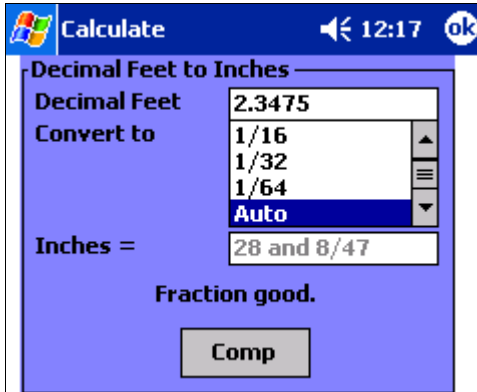 Calculate 12:17 ok
Decimal Feet to Inches
Decimal Feet 2.3475
Convert to 1/16
1/32
1/64
Auto
Inches = 28 and 8/47
Fraction good.
Comp